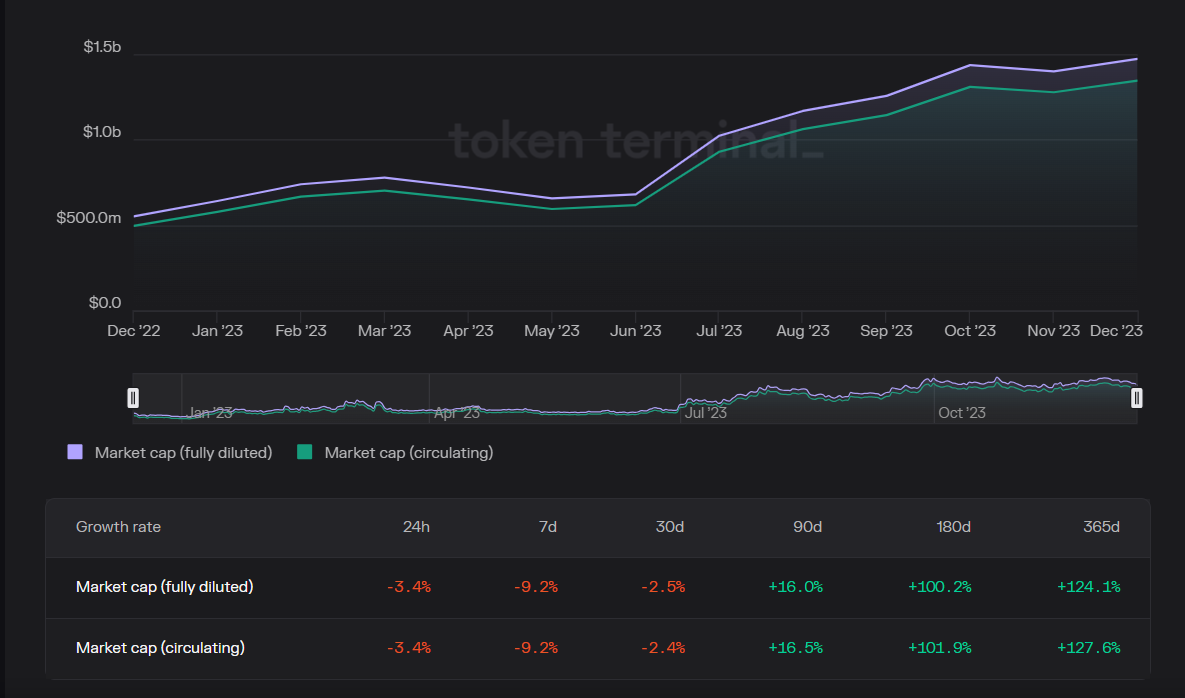 $1.5b
token terminal_
$1.0b
$500.0m
$0.0
Dec '22 Jan '23 Feb '23 Mar '23 Apr '23 May '23 Jun '23 Jul '23 Aug '23 Sep '23 Oct '23 Nov '23 Dec '23
Jan '23 Apr '23 Jul '23 Oct '23
Market cap (fully diluted) Market cap (circulating)
Growth rate 24h 7d 30d 90d 180d 365d
Market cap (fully diluted) -3.4% -9.2% -2.5% +16.0% +100.2% +124.1%
Market cap (circulating) -3.4% -9.2% -2.4% +16.5% +101.9% +127.6%